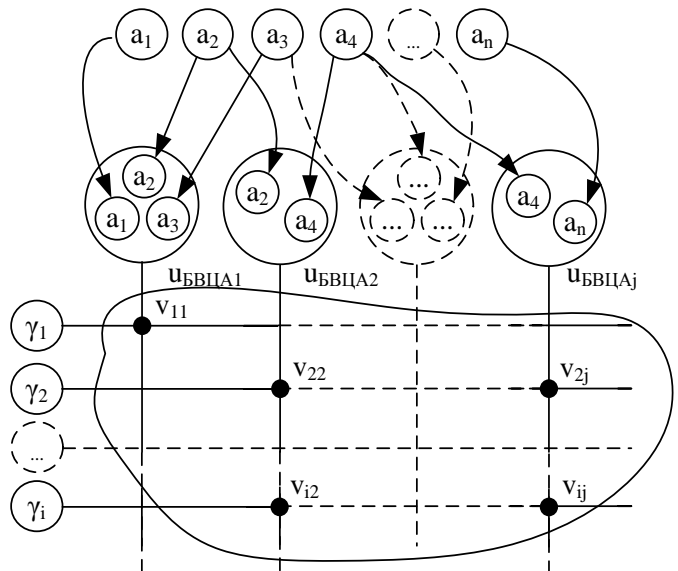 a1 a2 a3 a4 ... an
a2 ... a4
a1 a3 a2 a4 ... ... an
uБВЦА1 uБВЦА2 uБВЦАj
v11
γ1
v22 v2j
γ2
...
vi2 vij
γi